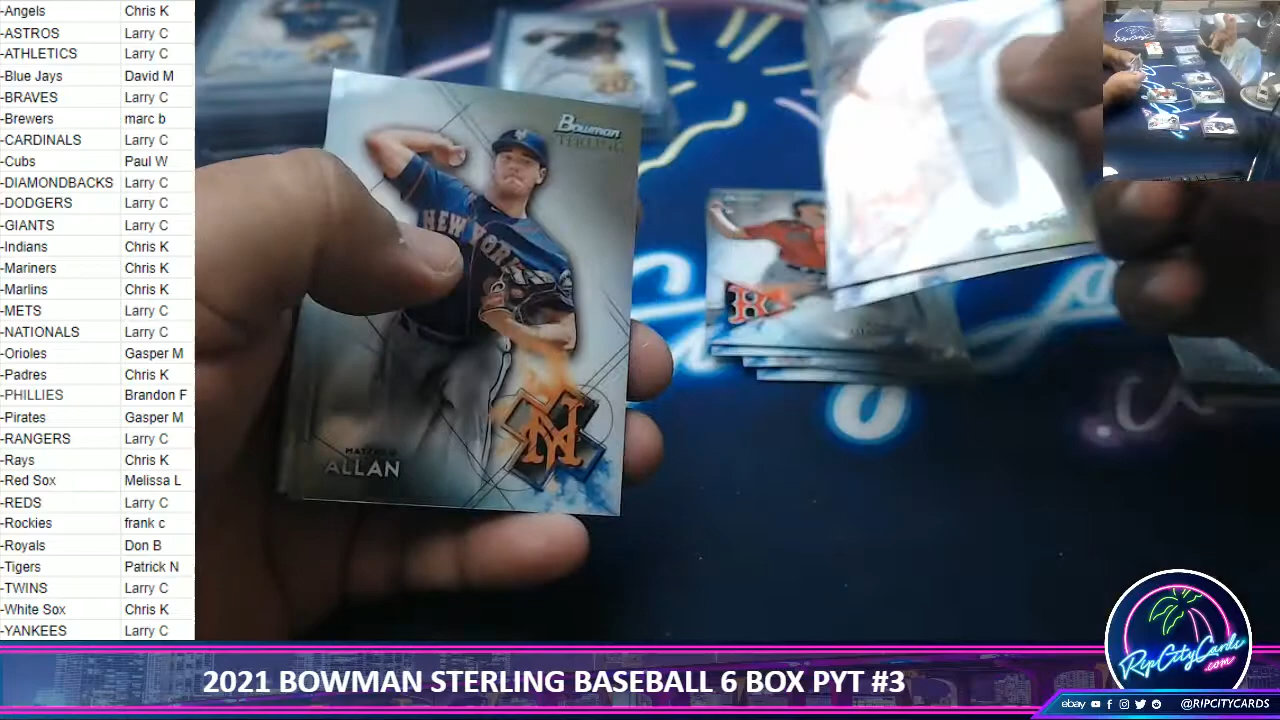 -Angels Chris K
-ASTROS Larry C
-ATHLETICS Larry C
-Blue Jays David M
-BRAVES Larry C
-Brewers marc b
-CARDINALS Larry C
-Cubs Paul W
-DIAMONDBACKS Larry C
-DODGERS Larry C
-GIANTS Larry C
-Indians Chris K
-Mariners Chris K
-Marlins Chris K
-METS Larry C
-NATIONALS Larry C
-Orioles Gasper M
-Padres Chris K
-PHILLIES Brandon F
-Pirates Gasper M
-RANGERS Larry C
-Rays Chris K
-Red Sox Melissa L
-REDS Larry C
-Rockies frank c
-Royals Don B
-Tigers Patrick N
-TWINS Larry C
-White Sox Chris K
-YANKEES Larry C
Bowman
STERLING
NEW YORK
NY
MATTHEW
ALLAN
B
2021 BOWMAN STERLING BASEBALL 6 BOX PYT #3
RipCityCards
.com
ebay @RIPCITYCARDS